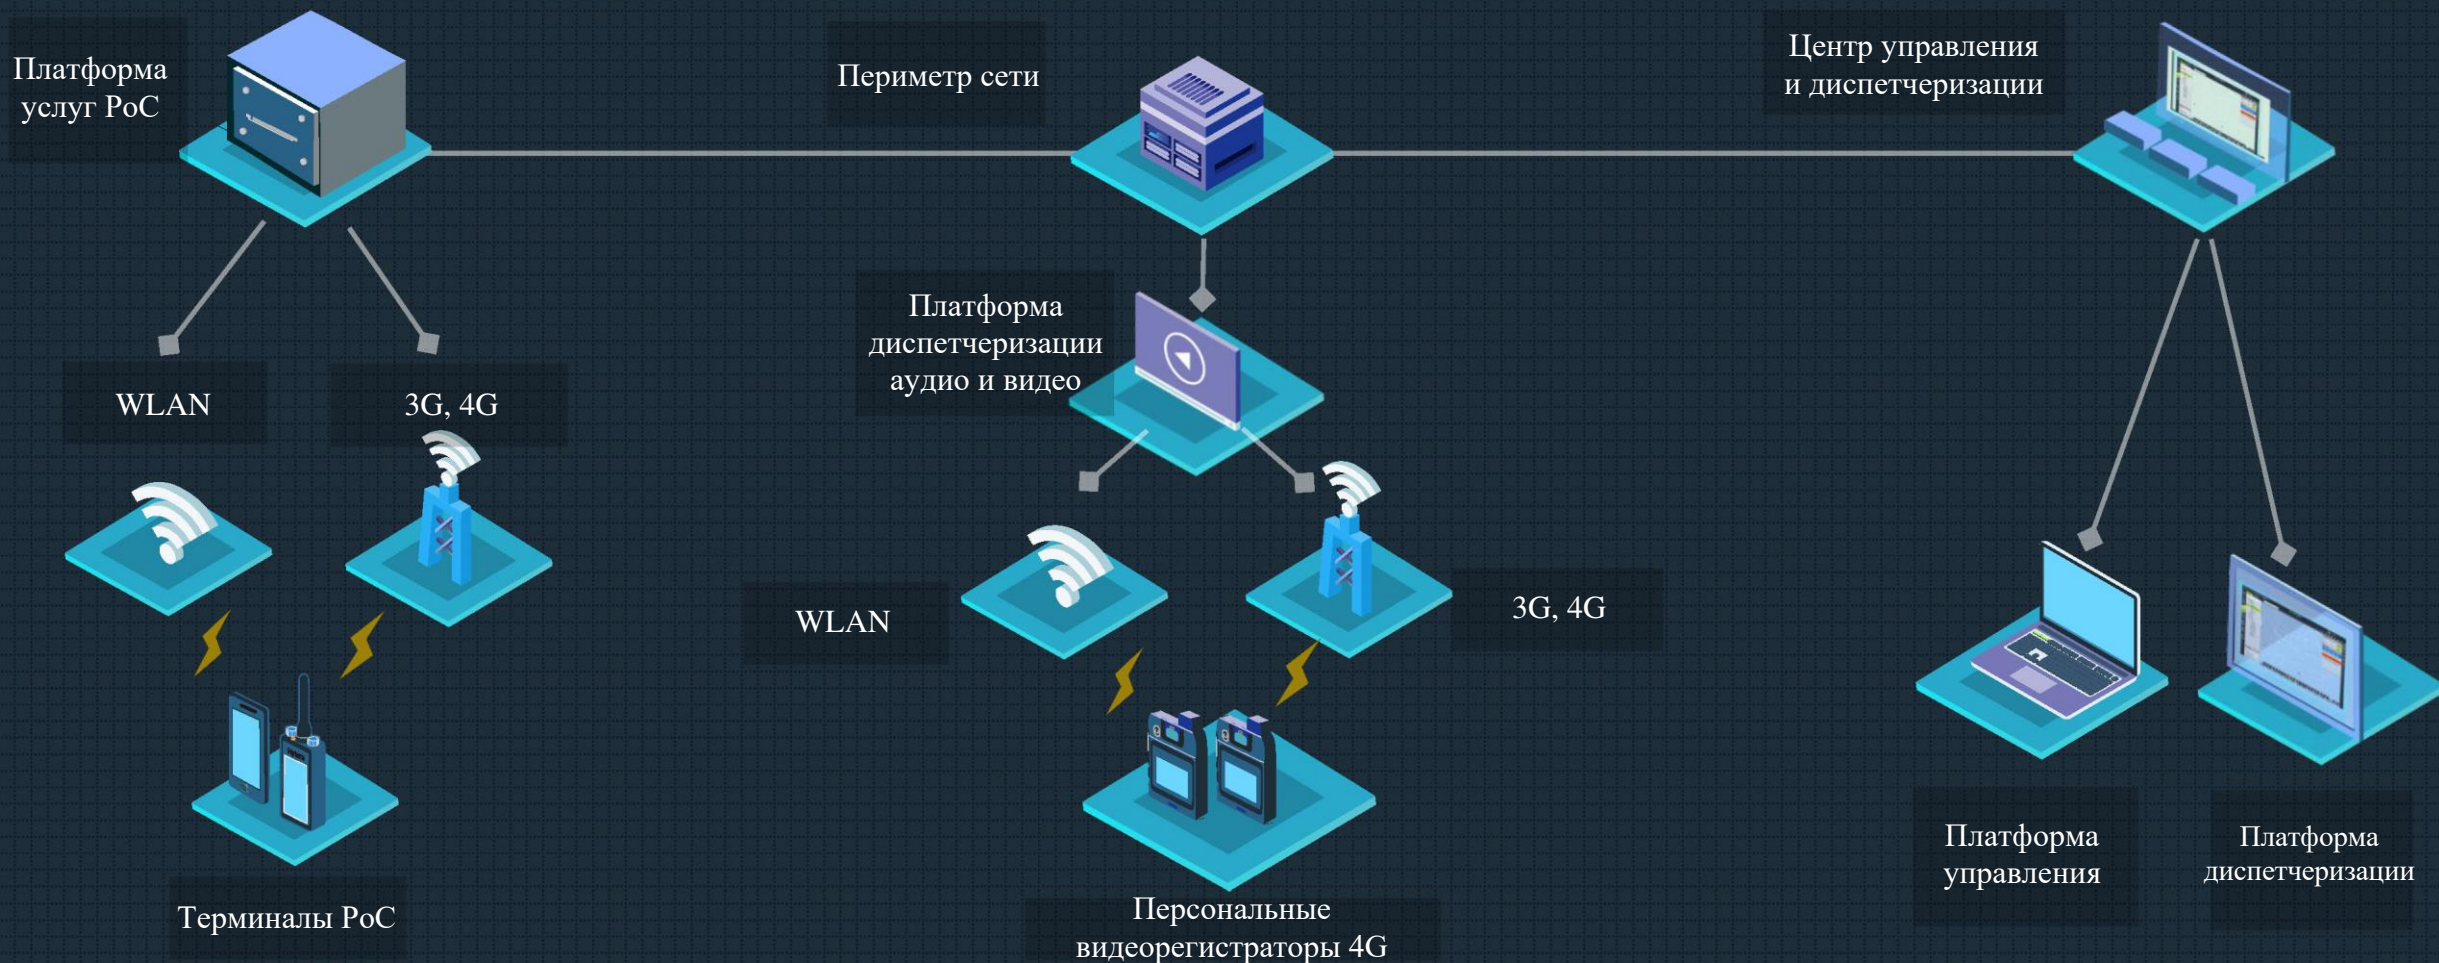 Платформа
услуг PoC
Периметр сети
Центр управления
и диспетчеризации
Платформа
диспетчеризации
аудио и видео
WLAN
3G, 4G
WLAN
3G, 4G
Терминалы PoC
Персональные
видеорегистраторы 4G
Платформа
управления
Платформа
диспетчеризации